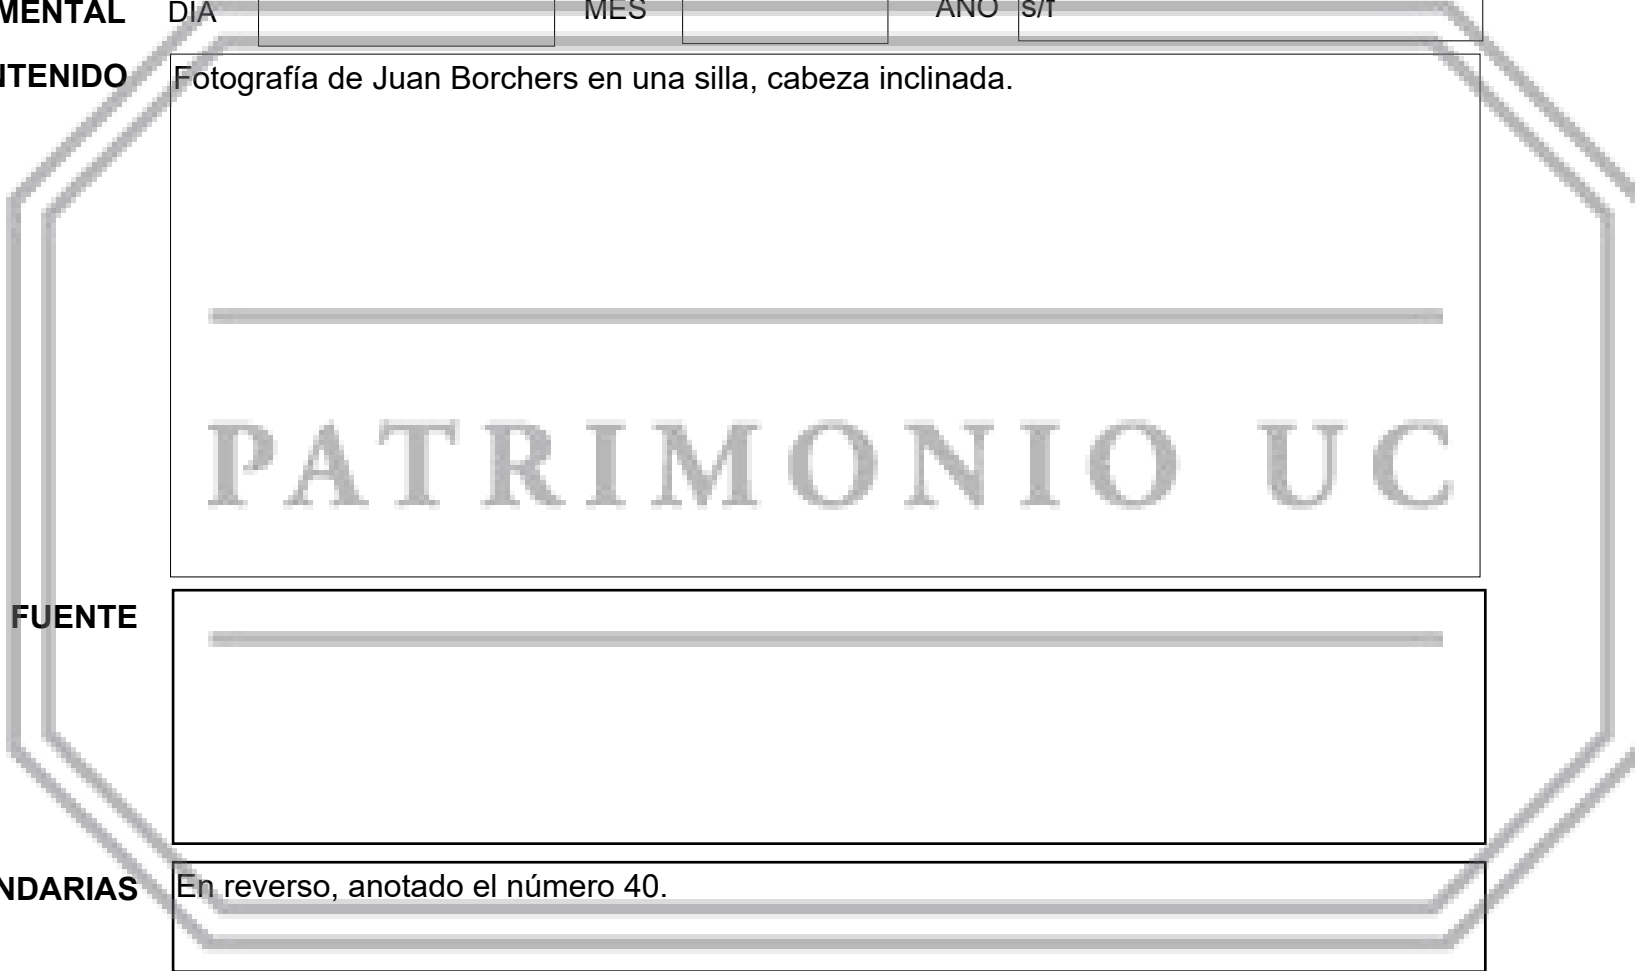 MENTAL DIA MES AÑO s/f
NTENIDO Fotografía de Juan Borchers en una silla, cabeza inclinada.
PATRIMONIO UC
FUENTE
NDARIAS En reverso, anotado el número 40.